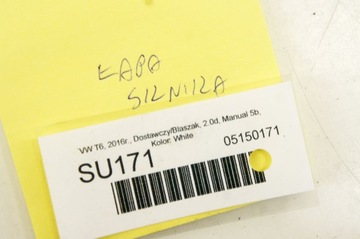 ŁAPA
SILNIKA
VW T6, 2016r., Dostawczy/Blaszak, 2.0d, Manual 5b,
Kolor: White
SU171
05150171